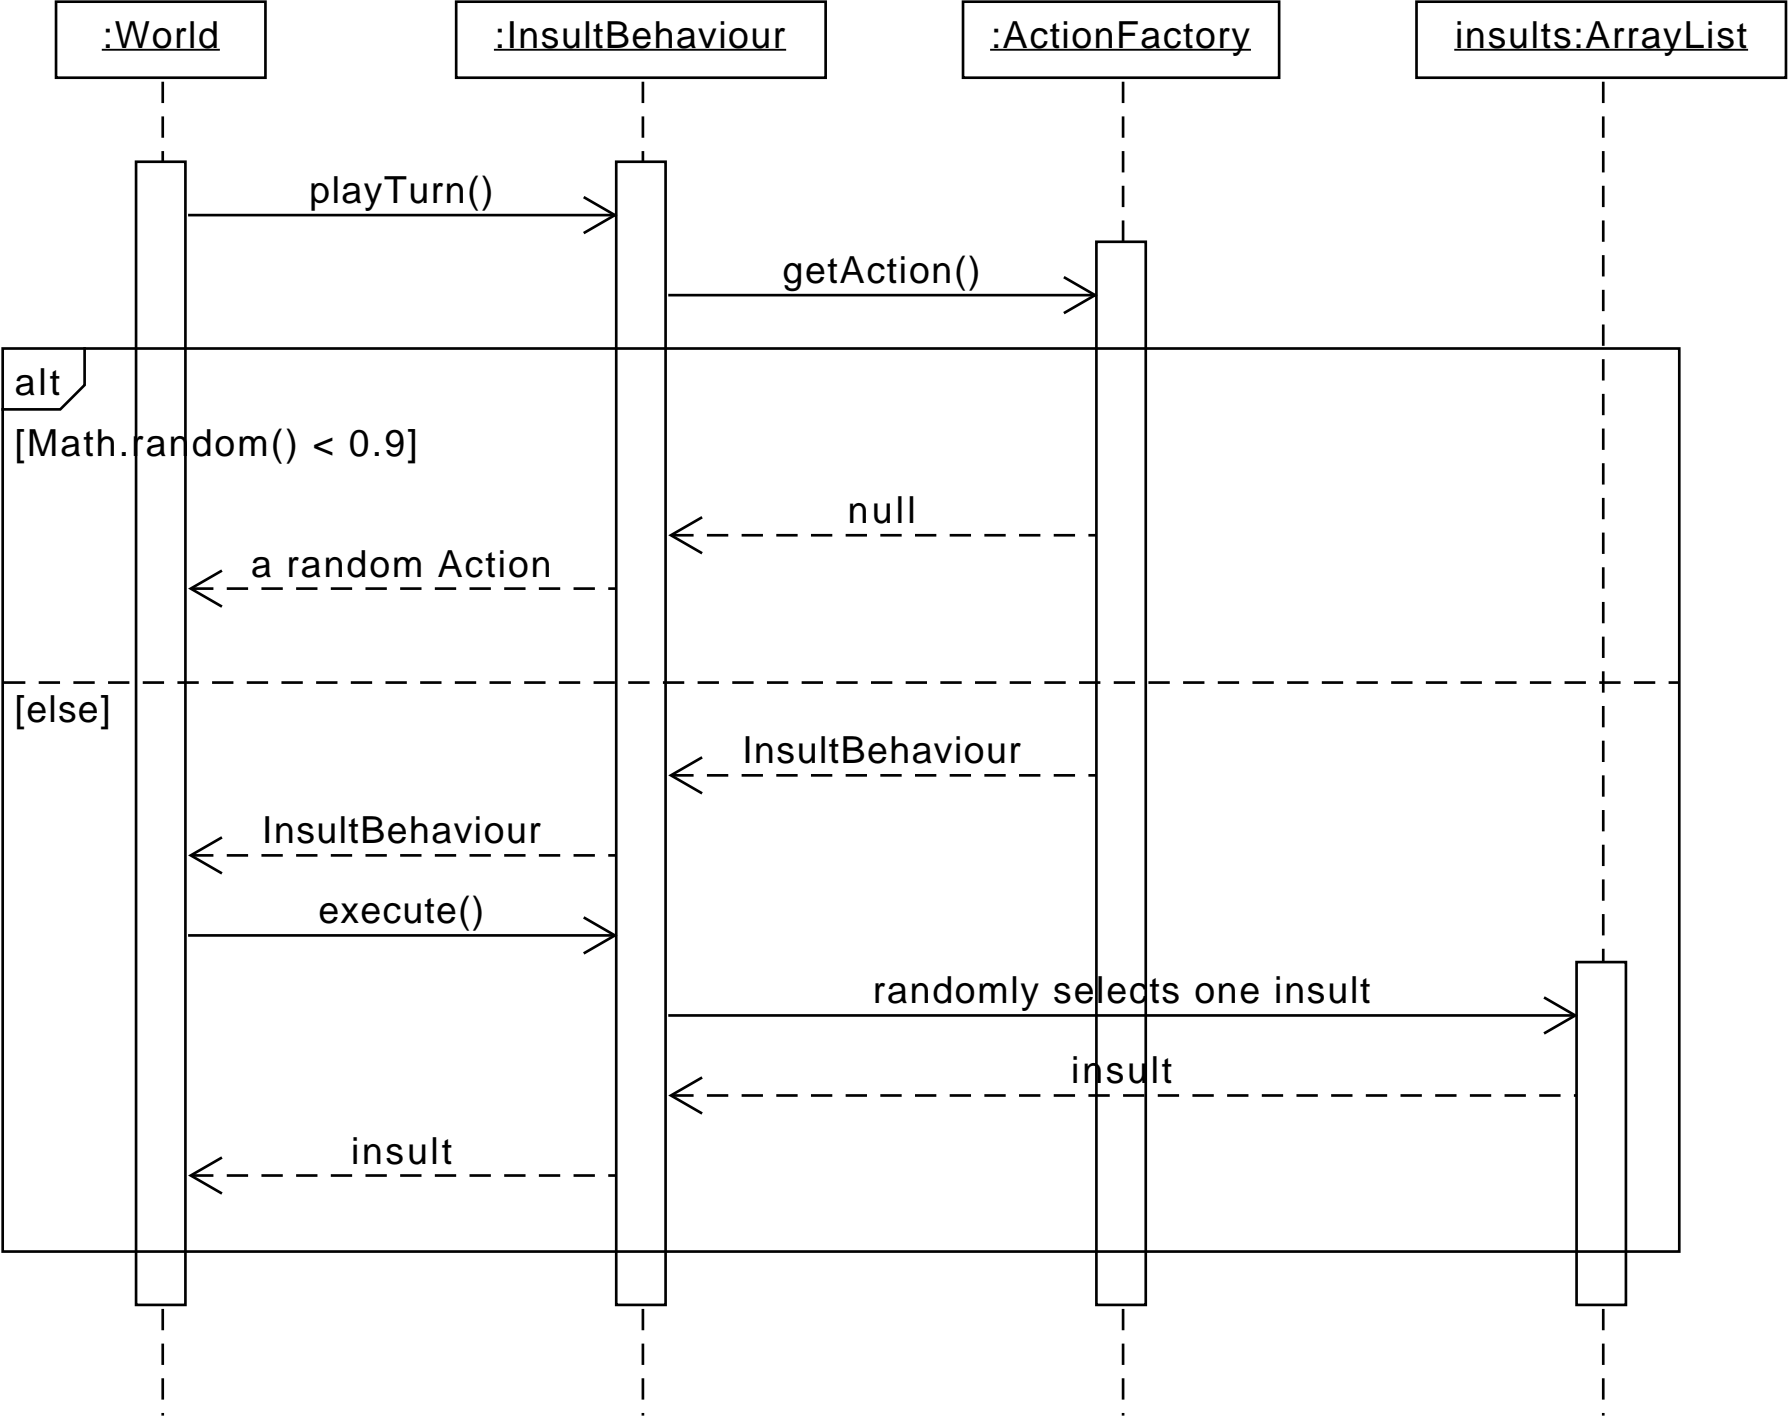 :World
:InsultBehaviour
:ActionFactory
insults:ArrayList
playTurn()
getAction()
alt
[Math.random() < 0.9]
null
a random Action
[else]
InsultBehaviour
InsultBehaviour
execute()
randomly selects one insult
insult
insult